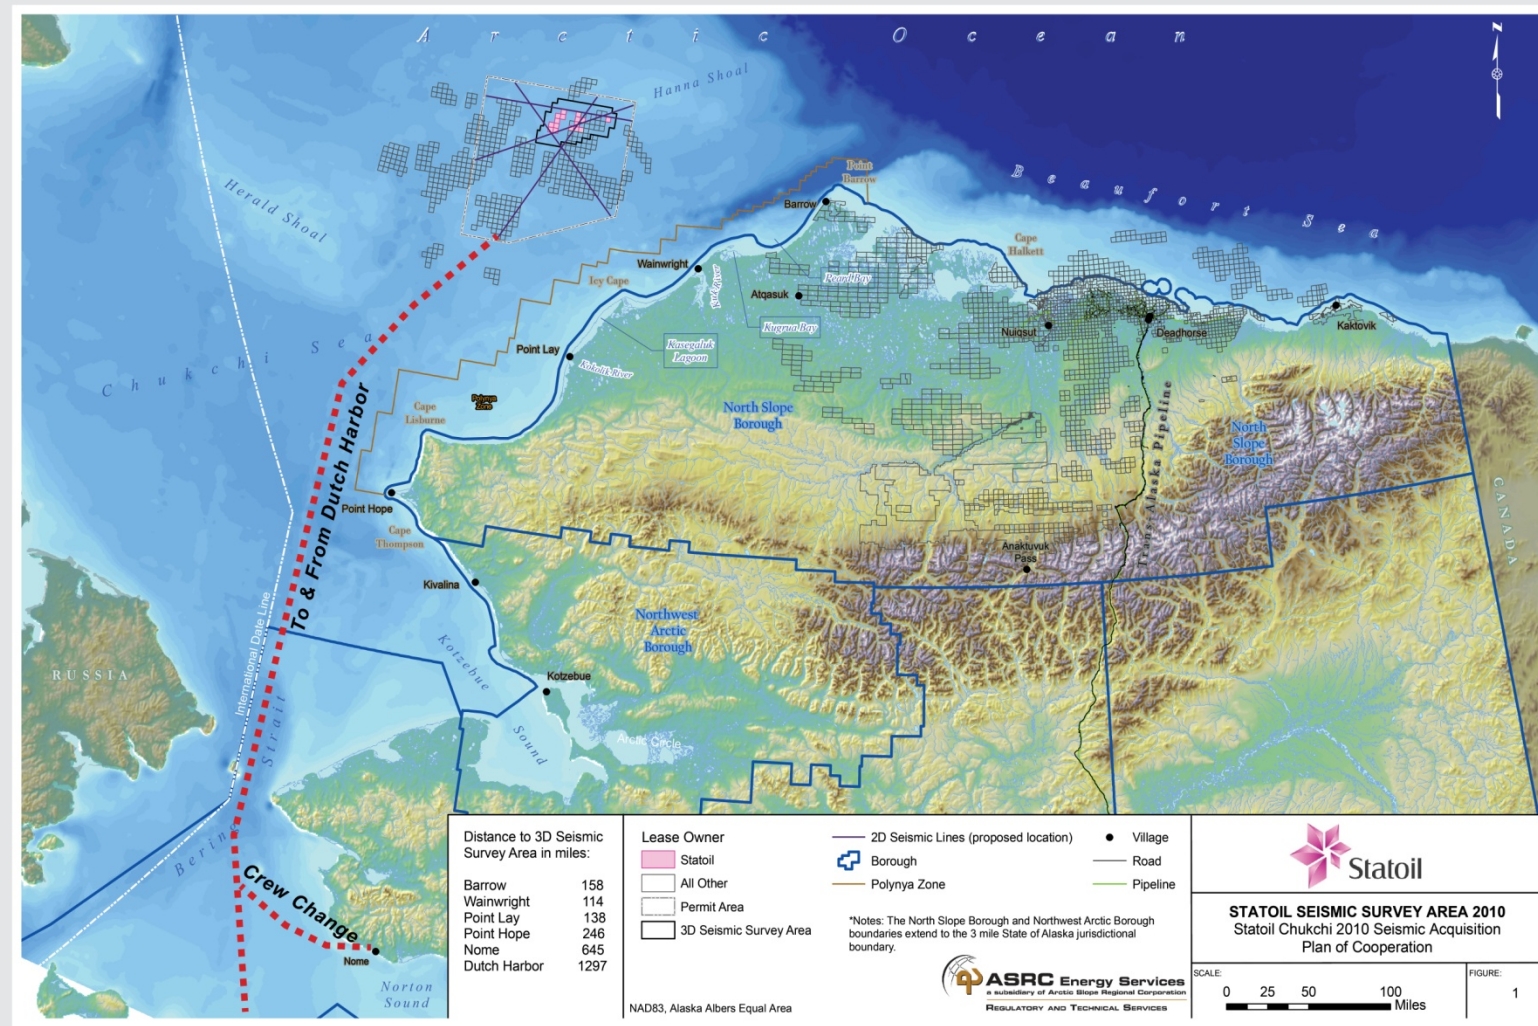 Arctic Ocean
N
Hanna Shoal
Point
Barrow
Beaufort Sea
Herald Shoal
Barrow
Cape
Halkett
Wainwright
Icy Cape
Kuk River
Peard Bay
Atqasuk
Kugrua Bay
Nuiqsut
Deadhorse
Kaktovik
Chukchi Sea
Point Lay
Kasegaluk
Lagoon
Kokolik River
Polynya
Zone
Cape
Lisburne
North Slope
Borough
North
Slope
Borough
Trans Alaska Pipeline
To & From Dutch Harbor
Point Hope
Cape
Thompson
CANADA
Anaktuvuk
Pass
Kivalina
Northwest
Arctic
Borough
International Date Line
RUSSIA
Kotzebue
Sound
Kotzebue
Arctic Circle
Bering
Strait
Crew Change
Nome
Norton
Sound
Distance to 3D Seismic
Survey Area in miles:
Barrow 158
Wainwright 114
Point Lay 138
Point Hope 246
Nome 645
Dutch Harbor 1297
Lease Owner
Statoil
All Other
Permit Area
3D Seismic Survey Area
2D Seismic Lines (proposed location)
Borough
Polynya Zone
Village
Road
Pipeline
*Notes: The North Slope Borough and Northwest Arctic Borough
boundaries extend to the 3 mile State of Alaska jurisdictional
boundary.
NAD83, Alaska Albers Equal Area
ASRC Energy Services
a subsidiary of Arctic Slope Regional Corporation
REGULATORY AND TECHNICAL SERVICES
Statoil
STATOIL SEISMIC SURVEY AREA 2010
Statoil Chukchi 2010 Seismic Acquisition
Plan of Cooperation
SCALE:
0 25 50 100
Miles
FIGURE:
1